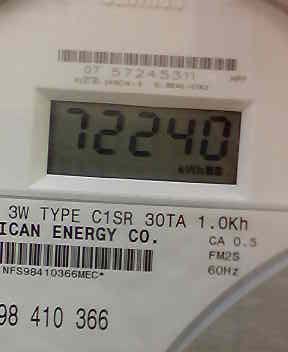 07 57245311
72240
kWh
3W TYPE C1SR 30TA 1.0Kh
ICAN ENERGY CO.
CA 0.5
FM2S
60Hz
NFS98410366MEC*
98 410 366